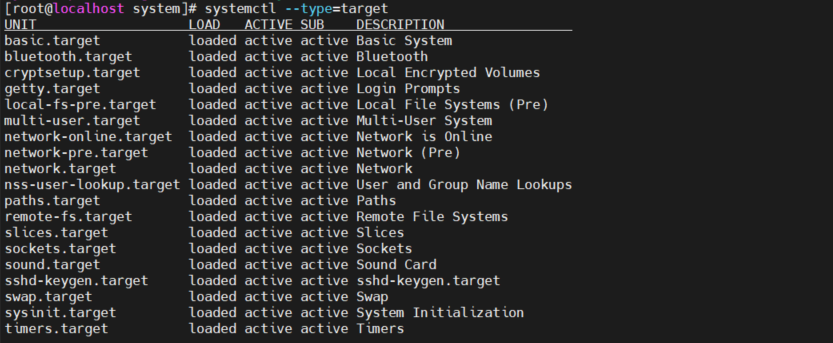 [root@localhost system]# systemctl --type=target
UNIT LOAD ACTIVE SUB DESCRIPTION
basic.target loaded active active Basic System
bluetooth.target loaded active active Bluetooth
cryptsetup.target loaded active active Local Encrypted Volumes
getty.target loaded active active Login Prompts
local-fs-pre.target loaded active active Local File Systems (Pre)
multi-user.target loaded active active Multi-User System
network-online.target loaded active active Network is Online
network-pre.target loaded active active Network (Pre)
network.target loaded active active Network
nss-user-lookup.target loaded active active User and Group Name Lookups
paths.target loaded active active Paths
remote-fs.target loaded active active Remote File Systems
slices.target loaded active active Slices
sockets.target loaded active active Sockets
sound.target loaded active active Sound Card
sshd-keygen.target loaded active active sshd-keygen.target
swap.target loaded active active Swap
sysinit.target loaded active active System Initialization
timers.target loaded active active Timers